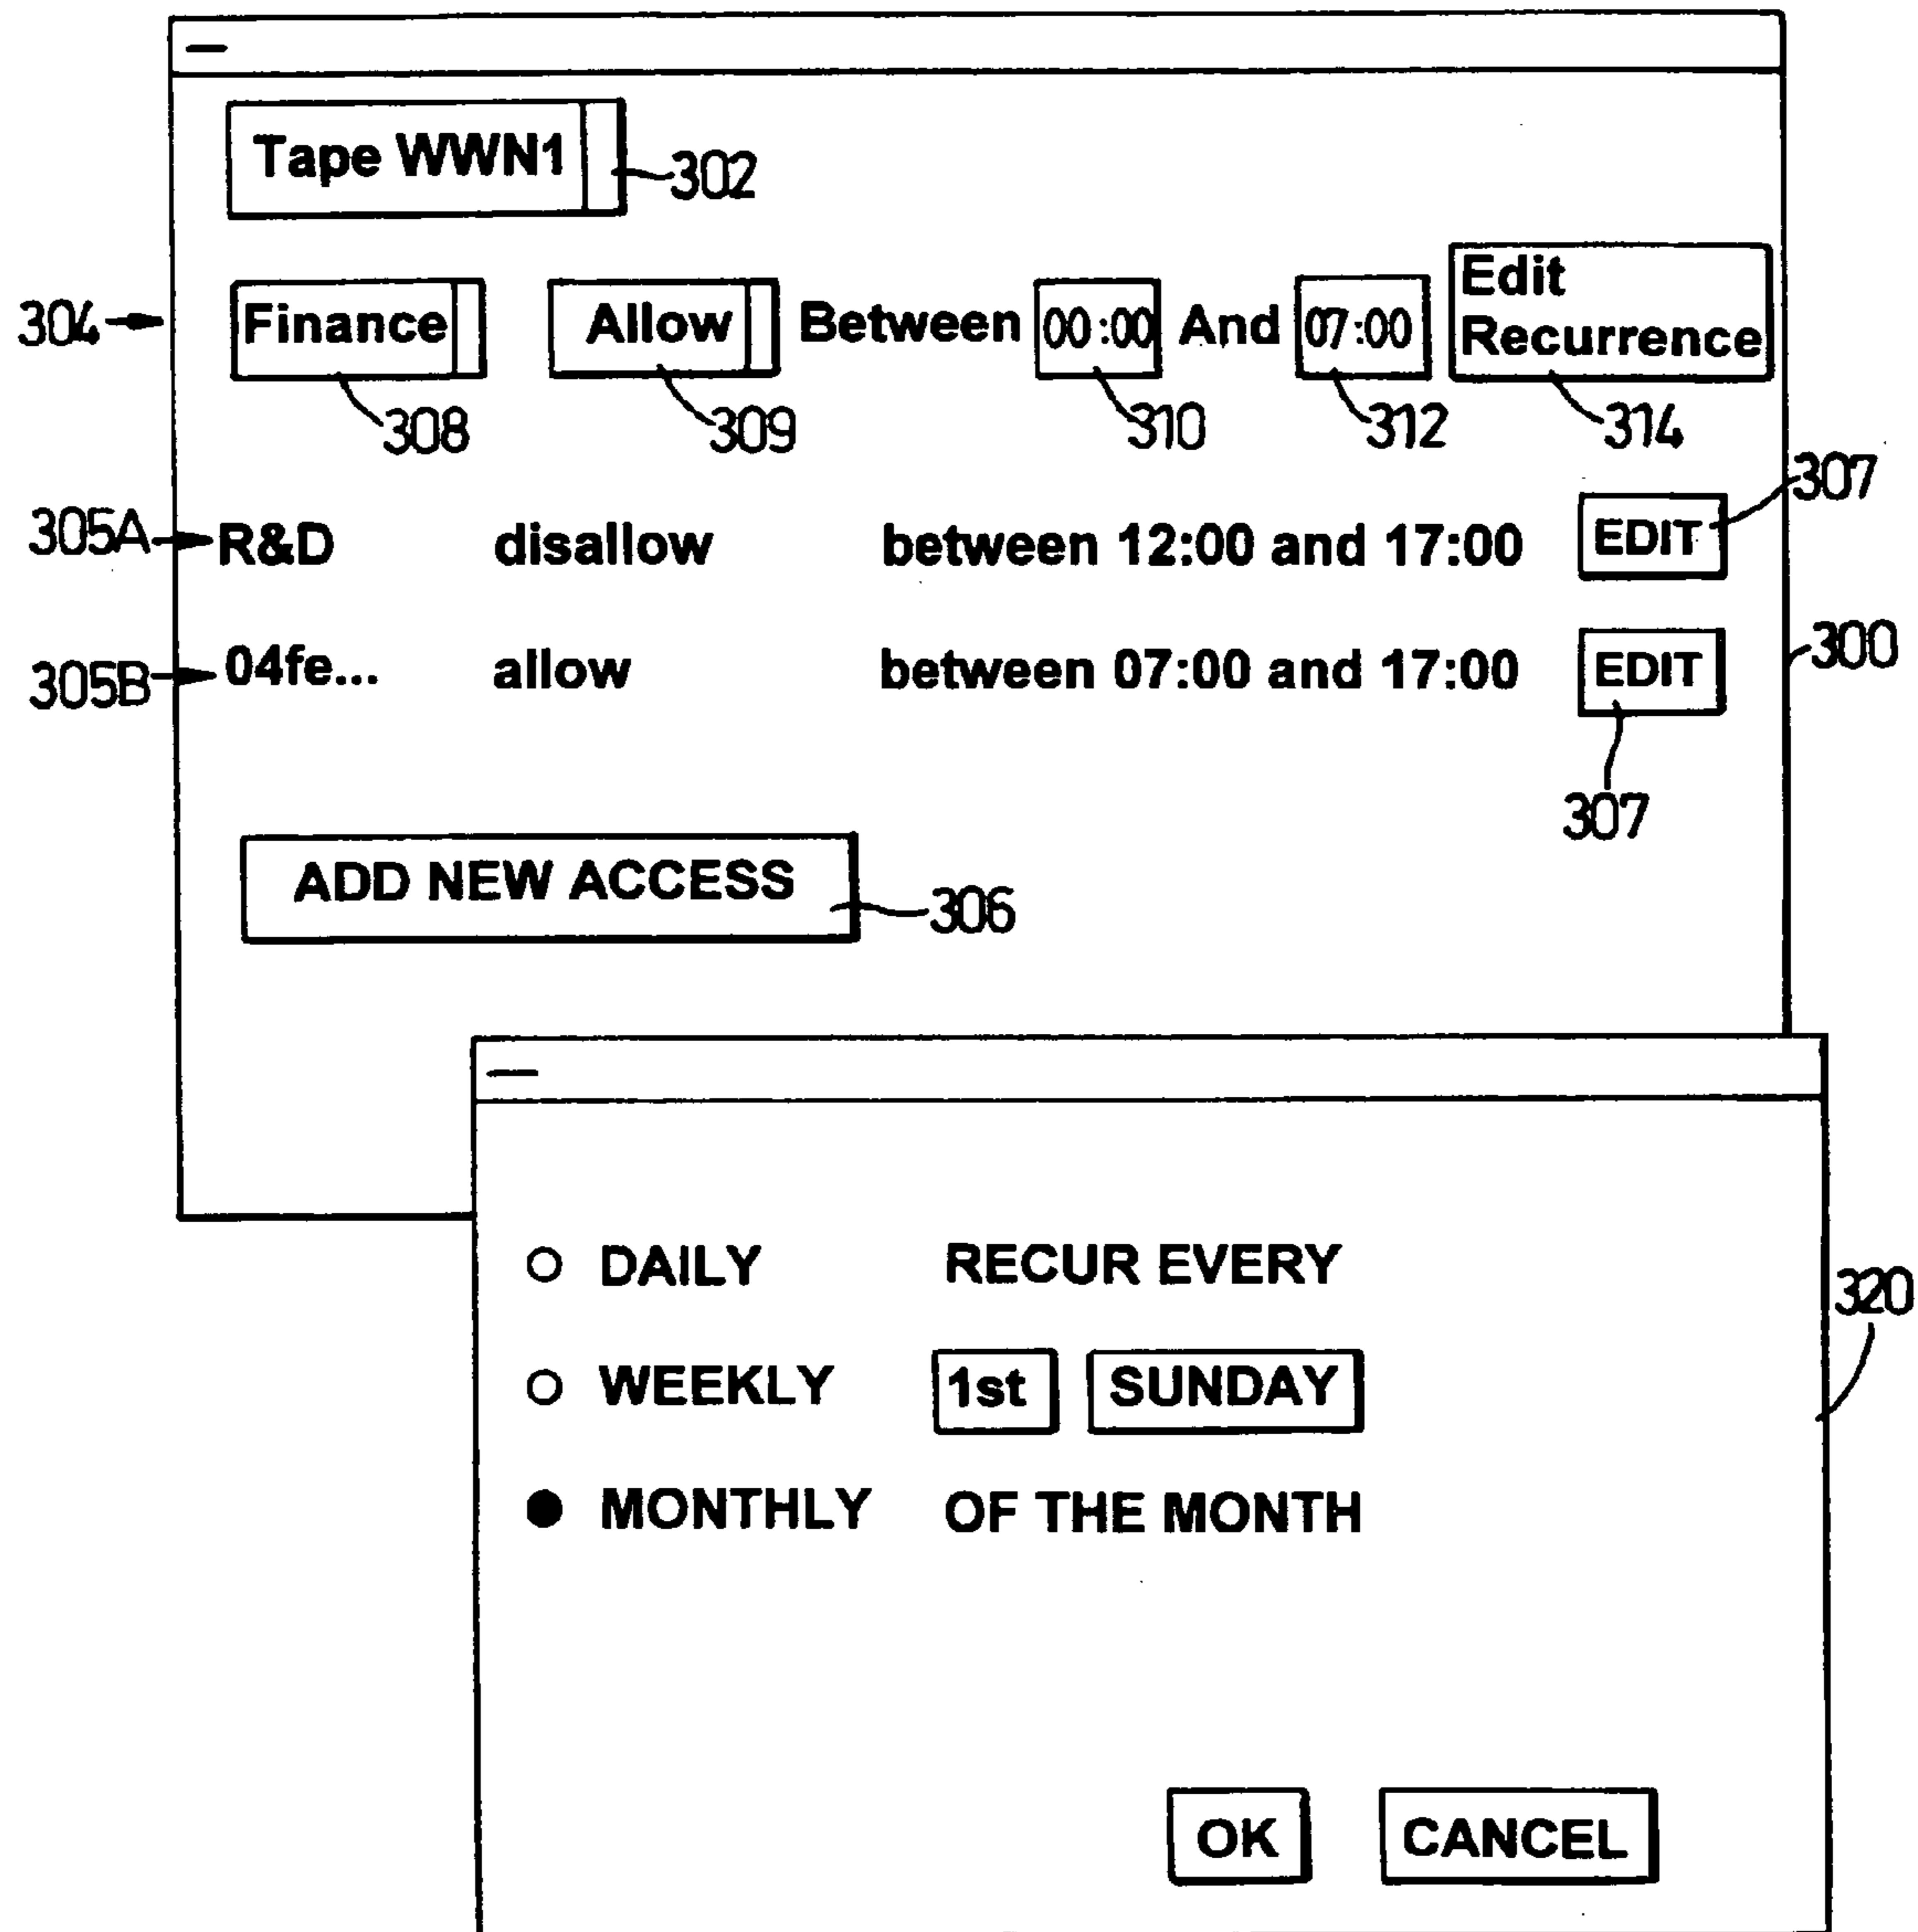 Tape WWN1
302
304 Finance Allow Between 00:00 And 07:00 Edit Recurrence
308 309 310 312 314
307
305A R&D disallow between 12:00 and 17:00 EDIT
300
305B 04fe... allow between 07:00 and 17:00 EDIT
307
ADD NEW ACCESS
306
DAILY RECUR EVERY
320
WEEKLY 1st SUNDAY
MONTHLY OF THE MONTH
OK CANCEL